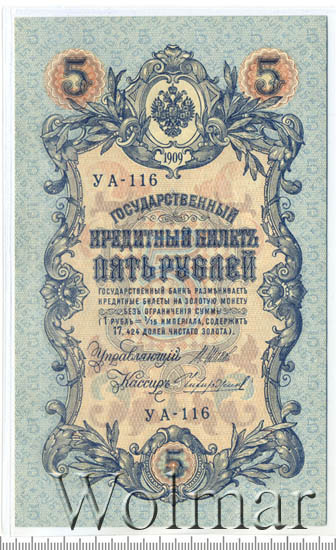 5 5
1909
УА-116
ГОСУДАРСТВЕННЫЙ
КРЕДИТНЫЙ БИЛЕТЪ
ПЯТЬ РУБЛЕЙ
ГОСУДАРСТВЕННЫЙ БАНКЪ РАЗМѢНИВАЕТЪ
КРЕДИТНЫЕ БИЛЕТЫ НА ЗОЛОТУЮ МОНЕТУ
БЕЗЪ ОГРАНИЧЕНІЯ СУММЫ
(1 РУБЛЬ = 1/15 ИМПЕРІАЛА, СОДЕРЖИТЪ
17,424 ДОЛЕЙ ЧИСТАГО ЗОЛОТА).
Управляющій
Кассиръ
УА-116
5
Wolmar